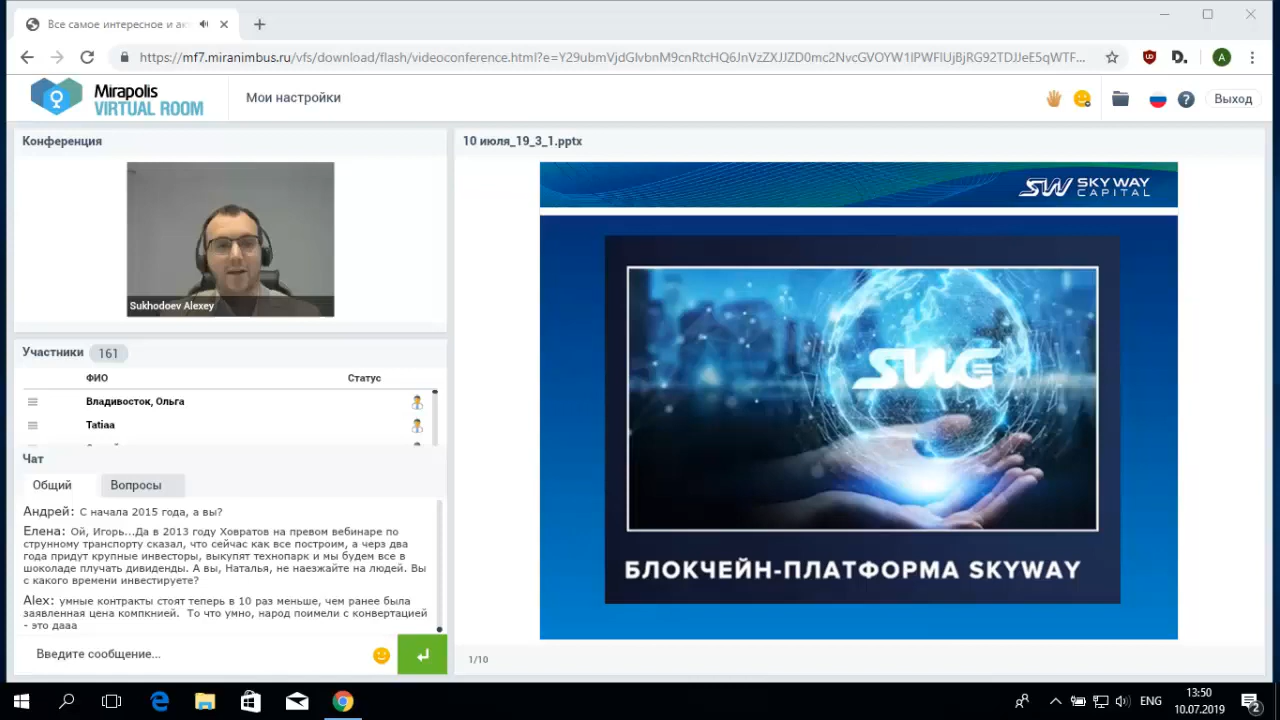 Все самое интересное и ак
https://mf7.miranimbus.ru/vfs/download/flash/videoconference.html?e=
A
Mirapolis
VIRTUAL ROOM
Мои настройки
Выход
Конференция
10 июля_19_3_1.pptx
SW SKY WAY
CAPITAL
Sukhodoev Alexey
SWC
БЛОКЧЕЙН-ПЛАТФОРМА SKYWAY
Участники 161
ФИО Статус
Владивосток, Ольга
Tatiaa
Чат
Общий Вопросы
Андрей: С начала 2015 года, а вы?
Елена: Ой, Игорь...Да в 2013 году Ховратов на превом вебинаре по
струнному транспорту сказал, что сейчас как все построим, а черз два
года придут крупные инвесторы, выкупят технопарк и мы будем все в
шоколаде плучать дивиденды. А вы, Наталья, не наезжайте на людей. Вы
с какого времени инвестируете?
Alex: умные контракты стоят теперь в 10 раз меньше, чем ранее была
заявленная цена компкнией. То что умно, народ поимели с конвертацией
- это дааа
Введите сообщение...
1/10
ENG
13:50
10.07.2019
2